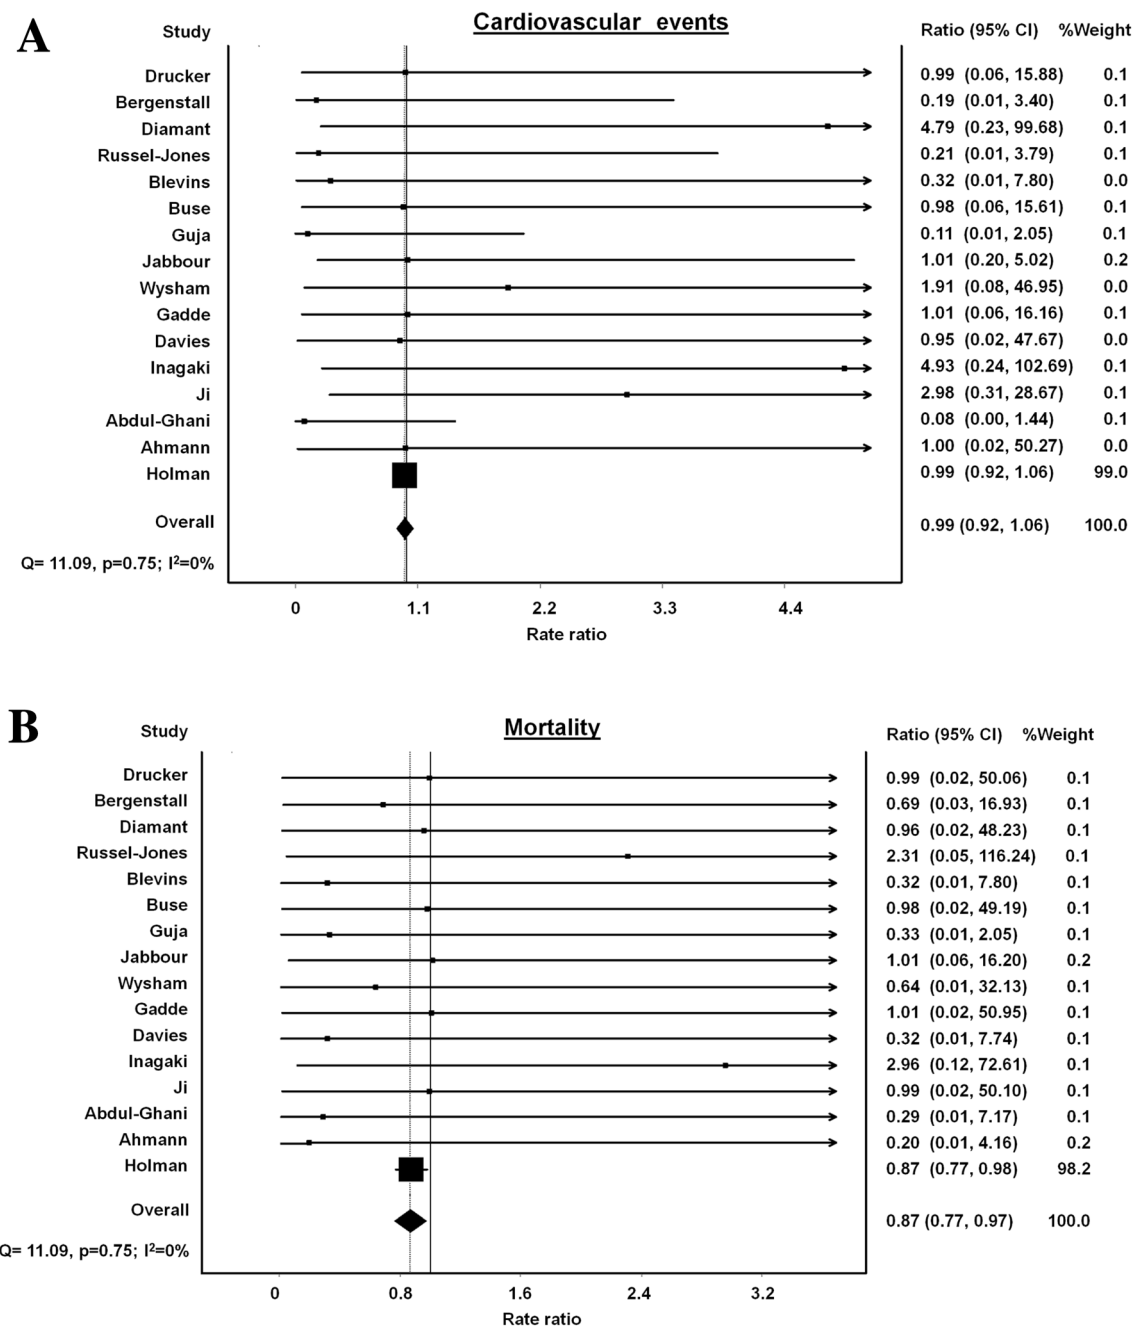 A
Cardiovascular events
Study Ratio (95% CI) %Weight
Drucker 0.99 (0.06, 15.88) 0.1
Bergenstall 0.19 (0.01, 3.40) 0.1
Diamant 4.79 (0.23, 99.68) 0.1
Russel-Jones 0.21 (0.01, 3.79) 0.1
Blevins 0.32 (0.01, 7.80) 0.0
Buse 0.98 (0.06, 15.61) 0.1
Guja 0.11 (0.01, 2.05) 0.1
Jabbour 1.01 (0.20, 5.02) 0.2
Wysham 1.91 (0.08, 46.95) 0.0
Gadde 1.01 (0.06, 16.16) 0.1
Davies 0.95 (0.02, 47.67) 0.0
Inagaki 4.93 (0.24, 102.69) 0.1
Ji 2.98 (0.31, 28.67) 0.1
Abdul-Ghani 0.08 (0.00, 1.44) 0.1
Ahmann 1.00 (0.02, 50.27) 0.0
Holman 0.99 (0.92, 1.06) 99.0
Overall 0.99 (0.92, 1.06) 100.0
Q= 11.09, p=0.75; I²=0%
0 1.1 2.2 3.3 4.4
Rate ratio
B
Mortality
Study Ratio (95% CI) %Weight
Drucker 0.99 (0.02, 50.06) 0.1
Bergenstall 0.69 (0.03, 16.93) 0.1
Diamant 0.96 (0.02, 48.23) 0.1
Russel-Jones 2.31 (0.05, 116.24) 0.1
Blevins 0.32 (0.01, 7.80) 0.1
Buse 0.98 (0.02, 49.19) 0.1
Guja 0.33 (0.01, 2.05) 0.1
Jabbour 1.01 (0.06, 16.20) 0.2
Wysham 0.64 (0.01, 32.13) 0.1
Gadde 1.01 (0.02, 50.95) 0.1
Davies 0.32 (0.01, 7.74) 0.1
Inagaki 2.96 (0.12, 72.61) 0.1
Ji 0.99 (0.02, 50.10) 0.1
Abdul-Ghani 0.29 (0.01, 7.17) 0.1
Ahmann 0.20 (0.01, 4.16) 0.2
Holman 0.87 (0.77, 0.98) 98.2
Overall 0.87 (0.77, 0.97) 100.0
Q= 11.09, p=0.75; I²=0%
0 0.8 1.6 2.4 3.2
Rate ratio